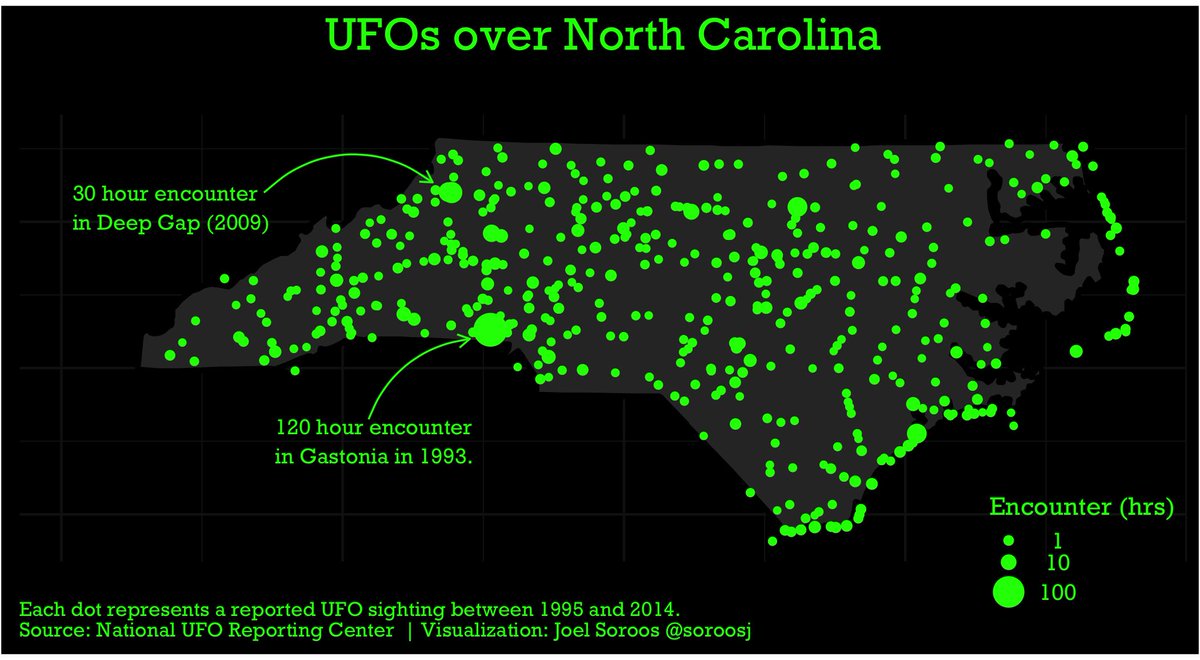 UFOs over North Carolina
30 hour encounter
in Deep Gap (2009)
120 hour encounter
in Gastonia in 1993.
Encounter (hrs)
1
10
100
Each dot represents a reported UFO sighting between 1995 and 2014.
Source: National UFO Reporting Center | Visualization: Joel Soroos @soroosj